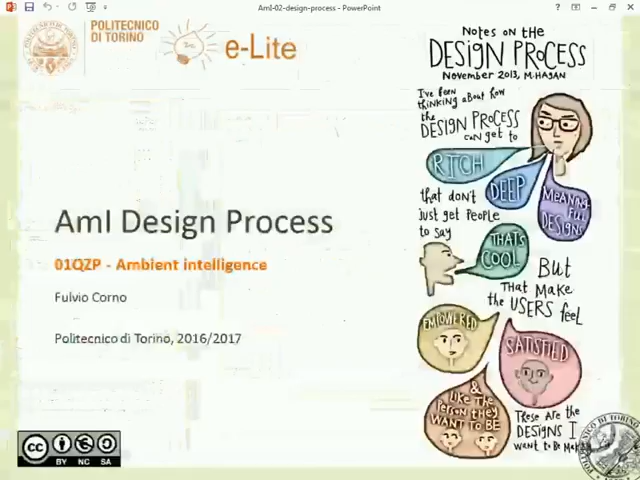 AmI-02-design-process - PowerPoint
POLITECNICO
DI TORINO
e-Lite
AmI Design Process
01QZP - Ambient intelligence
Fulvio Corno
Politecnico di Torino, 2016/2017
CC
BY NC SA
Notes on the
DESIGN PROCESS
November 2013, M.HAGAN
I've been
thinking about how
the
DESIGN PROCESS
can get to
RICH
DEEP
MEANING-
FULL
DESIGNS
that don't
just get people
to say
THAT'S
COOL
But
that make
the USERS feel
EMPOWERED
SATISFIED
&
LIKE THE
PERSON THEY
WANT TO BE
These are the
DESIGNS I
want to be